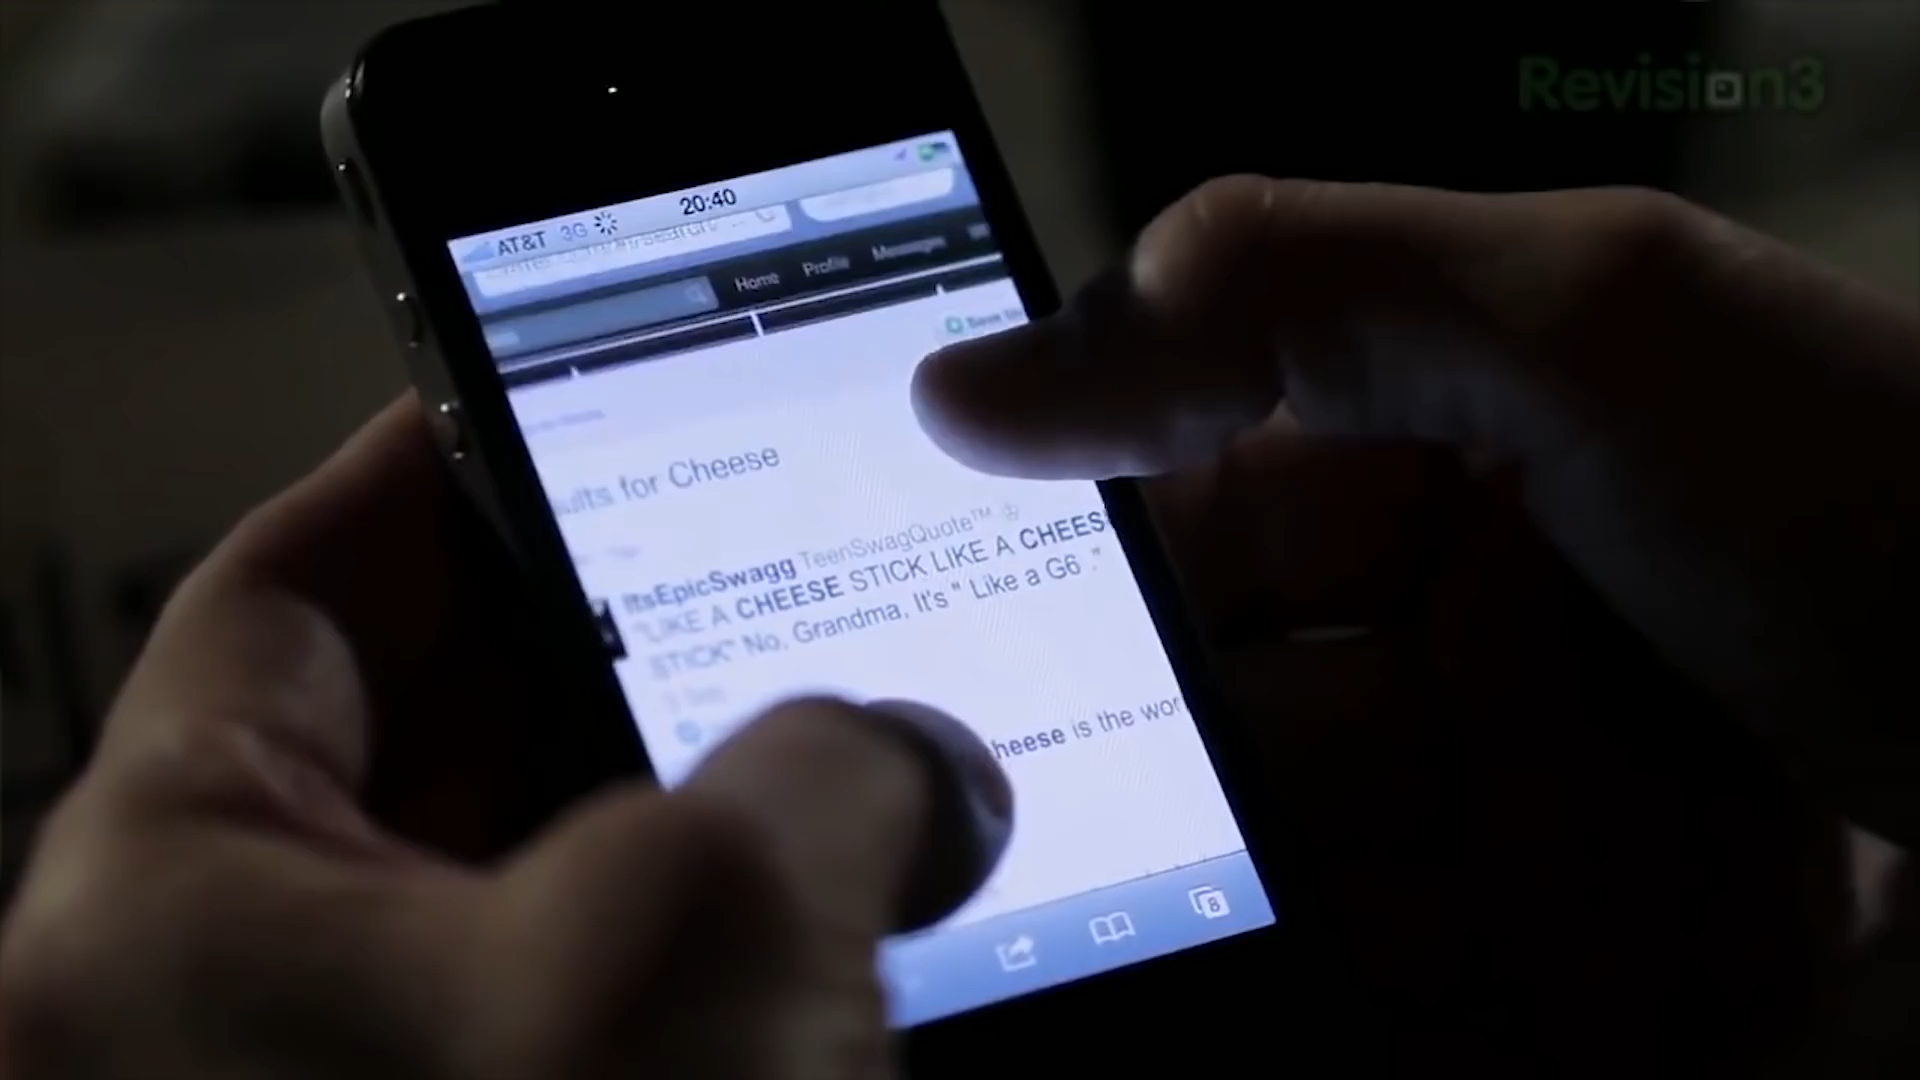 Revision3
AT&T 3G 20:40
Home Profile Messages
Save
ults for Cheese
ItsEpicSwagg TeenSwagQuote™
"LIKE A CHEESE STICK LIKE A CHEES
STICK" No, Grandma, It's " Like a G6 ."
heese is the wor
8